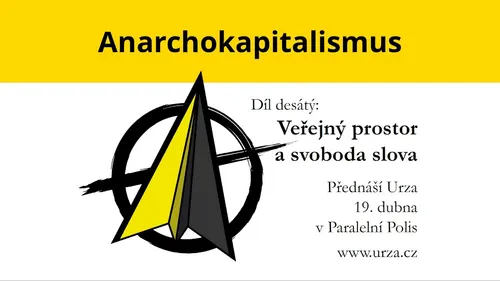 Anarchokapitalismus
Díl desátý:
Veřejný prostor
a svoboda slova
Přednáší Urza
19. dubna
v Paralelní Polis
www.urza.cz